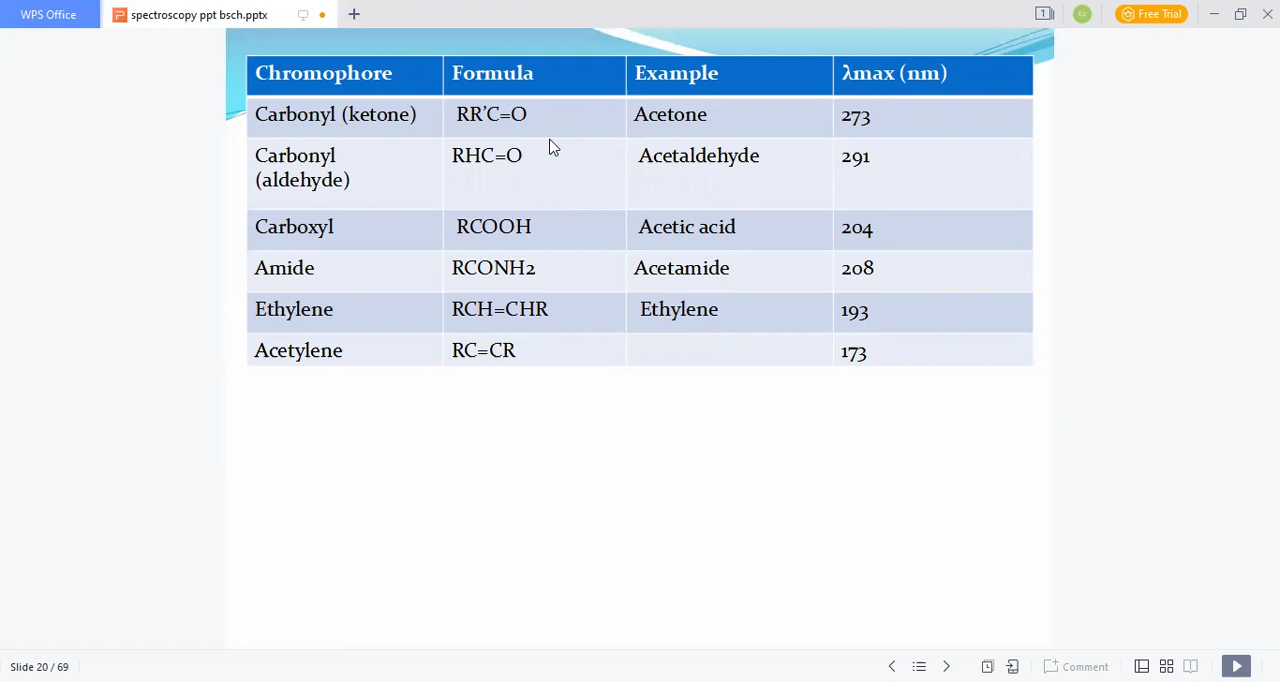 WPS Office
spectroscopy ppt bsch.pptx
1
Free Trial
Chromophore Formula Example λmax (nm)
Carbonyl (ketone) RR’C=O Acetone 273
Carbonyl RHC=O Acetaldehyde 291
(aldehyde)
Carboxyl RCOOH Acetic acid 204
Amide RCONH2 Acetamide 208
Ethylene RCH=CHR Ethylene 193
Acetylene RC=CR 173
Slide 20 / 69
Comment